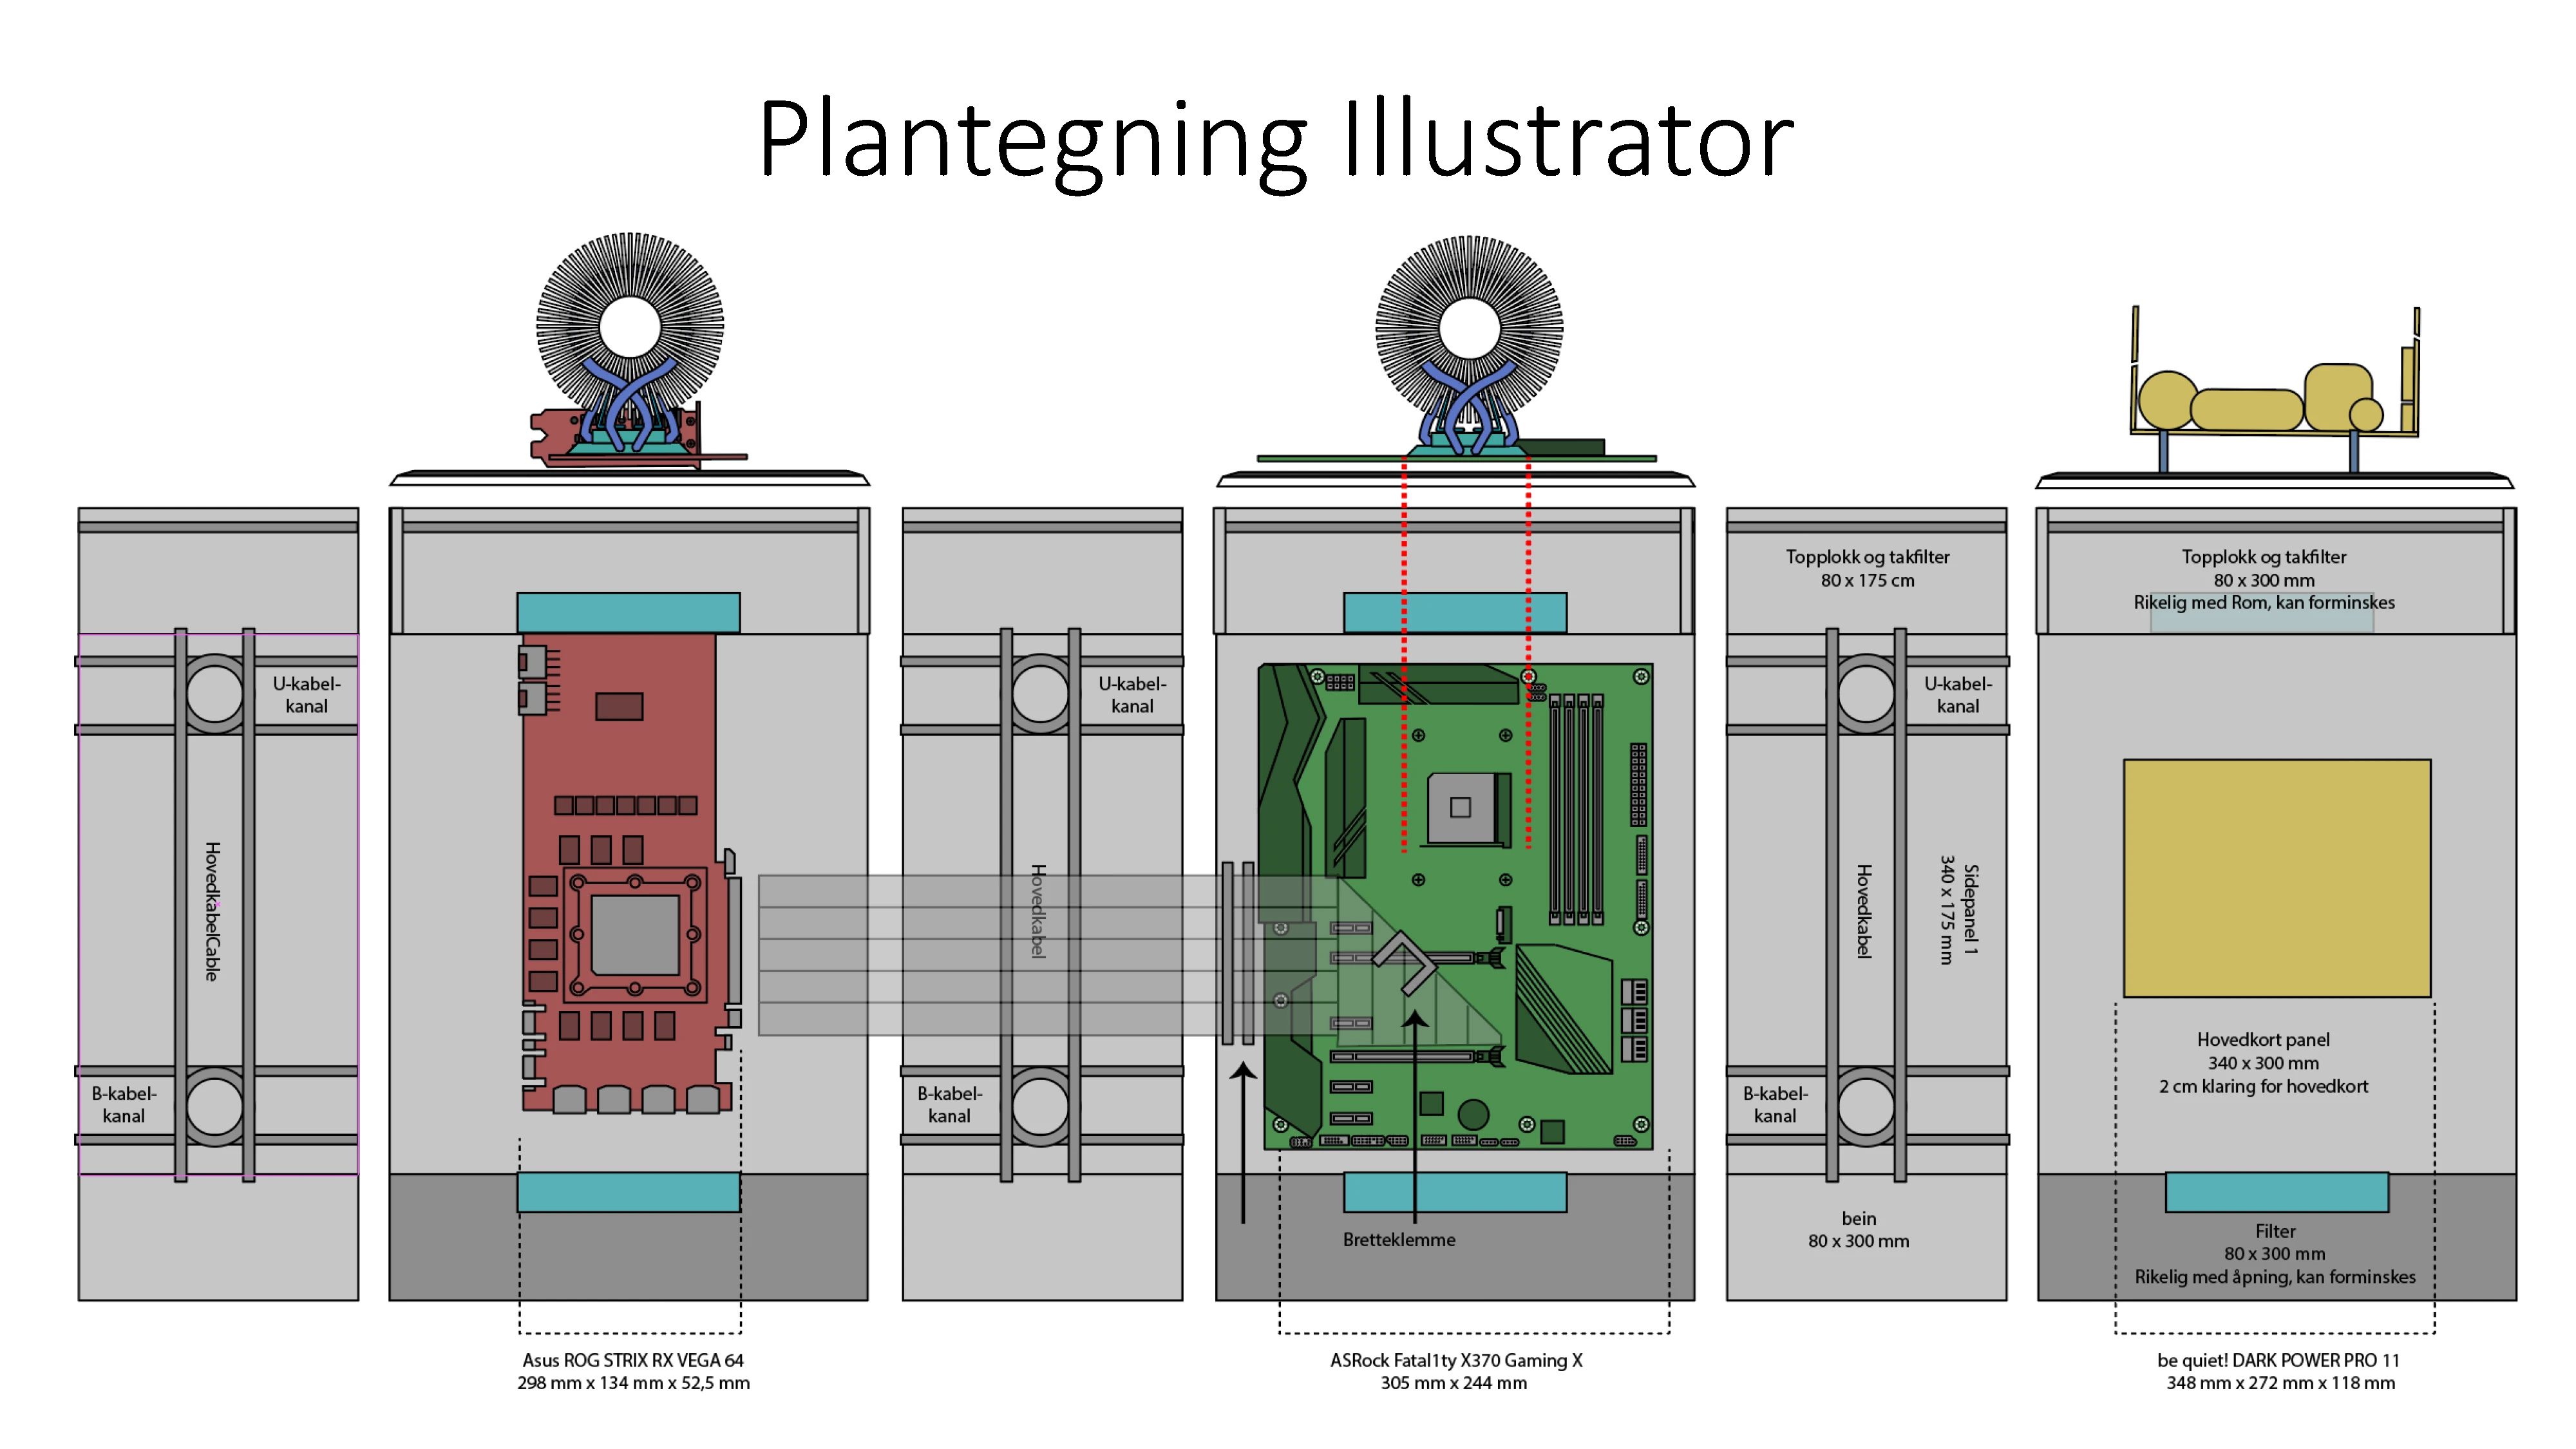 Plantegning Illustrator
U-kabel-
kanal
HovedkabelCable
B-kabel-
kanal
Asus ROG STRIX RX VEGA 64
298 mm x 134 mm x 52,5 mm
U-kabel-
kanal
Hovedkabel
B-kabel-
kanal
Bretteklemme
ASRock Fatal1ty X370 Gaming X
305 mm x 244 mm
Topplokk og takfilter
80 x 175 cm
U-kabel-
kanal
Hovedkabel
Sidepanel 1
340 x 175 mm
B-kabel-
kanal
bein
80 x 300 mm
Topplokk og takfilter
80 x 300 mm
Rikelig med Rom, kan forminskes
Hovedkort panel
340 x 300 mm
2 cm klaring for hovedkort
Filter
80 x 300 mm
Rikelig med åpning, kan forminskes
be quiet! DARK POWER PRO 11
348 mm x 272 mm x 118 mm